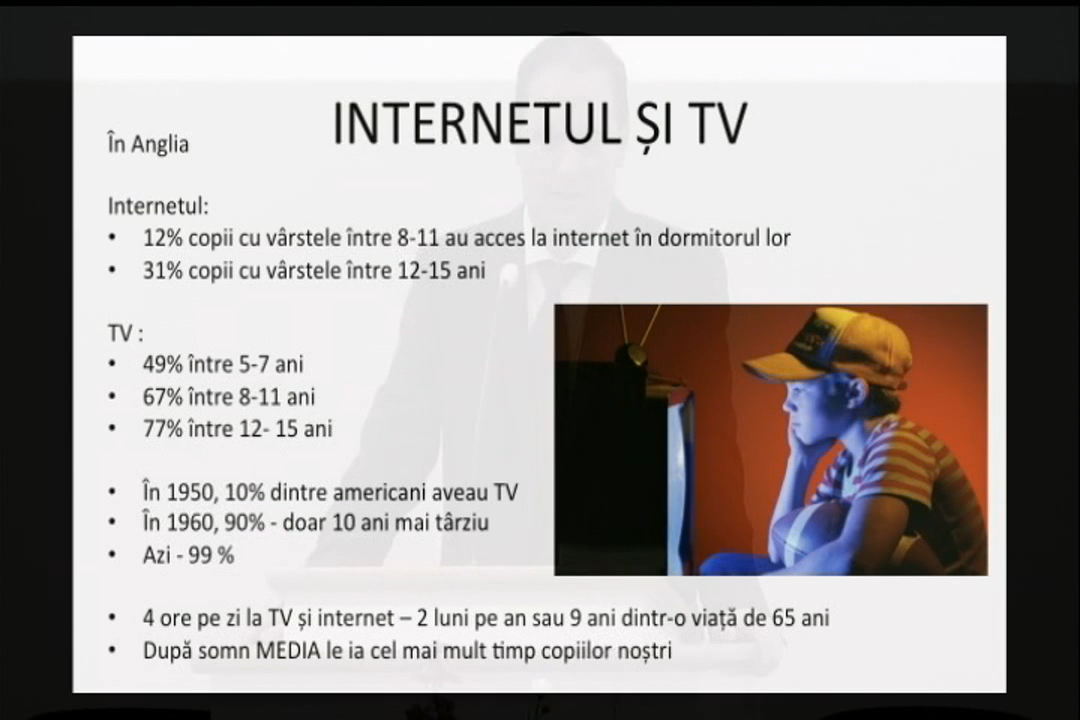 INTERNETUL ȘI TV
În Anglia
Internetul:
• 12% copii cu vârstele între 8-11 au acces la internet în dormitorul lor
• 31% copii cu vârstele între 12-15 ani
TV :
• 49% între 5-7 ani
• 67% între 8-11 ani
• 77% între 12- 15 ani
• În 1950, 10% dintre americani aveau TV
• În 1960, 90% - doar 10 ani mai târziu
• Azi - 99 %
• 4 ore pe zi la TV și internet – 2 luni pe an sau 9 ani dintr-o viață de 65 ani
• După somn MEDIA le ia cel mai mult timp copiilor noștri